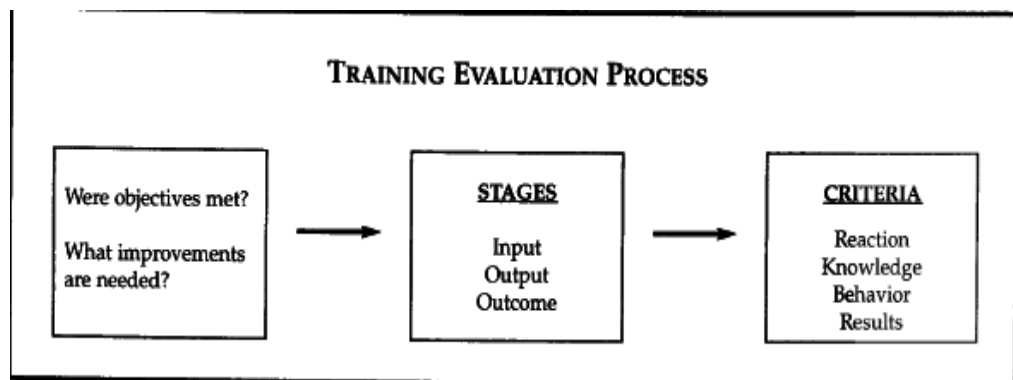 TRAINING EVALUATION PROCESS
Were objectives met?
What improvements
are needed?
STAGES
Input
Output
Outcome
CRITERIA
Reaction
Knowledge
Behavior
Results